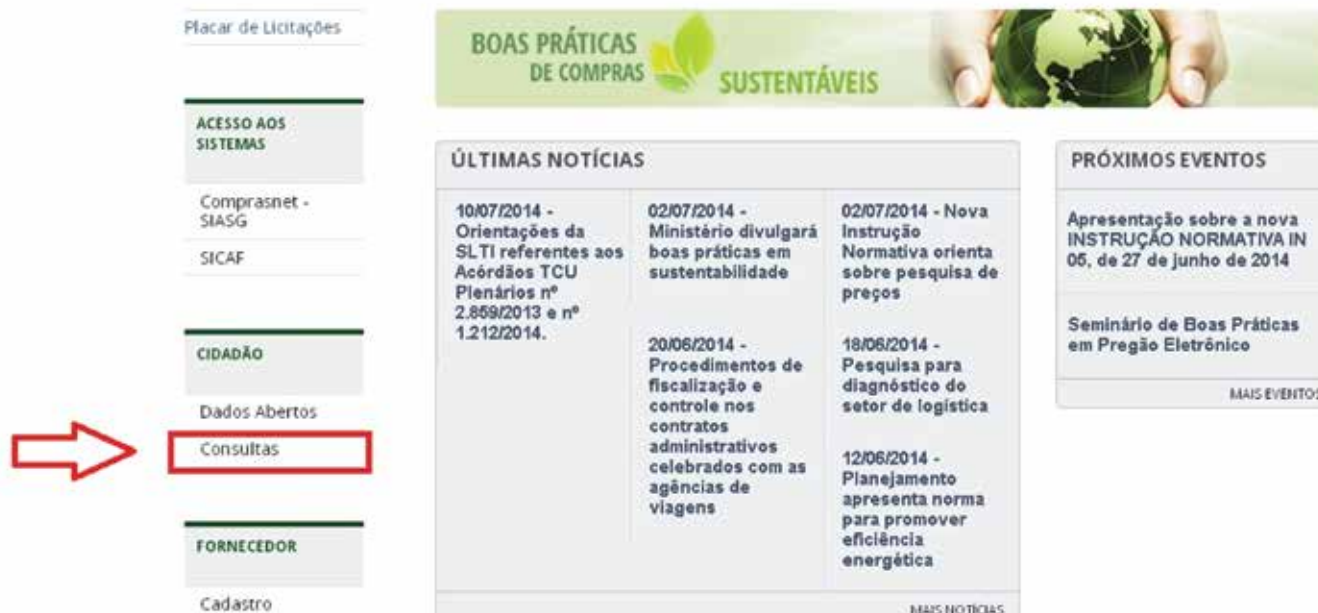 Placar de Licitações
ACESSO AOS
SISTEMAS
Comprasnet -
SIASG
SICAF
CIDADÃO
Dados Abertos
Consultas
FORNECEDOR
Cadastro
BOAS PRÁTICAS
DE COMPRAS
SUSTENTÁVEIS
ÚLTIMAS NOTÍCIAS
10/07/2014 -
Orientações da
SLTI referentes aos
Acórdãos TCU
Plenários nº
2.859/2013 e nº
1.212/2014.
02/07/2014 -
Ministério divulgará
boas práticas em
sustentabilidade
20/06/2014 -
Procedimentos de
fiscalização e
controle nos
contratos
administrativos
celebrados com as
agências de
viagens
02/07/2014 - Nova
Instrução
Normativa orienta
sobre pesquisa de
preços
18/06/2014 -
Pesquisa para
diagnóstico do
setor de logística
12/06/2014 -
Planejamento
apresenta norma
para promover
eficiência
energética
MAIS NOTÍCIAS
PRÓXIMOS EVENTOS
Apresentação sobre a nova
INSTRUÇÃO NORMATIVA IN
05, de 27 de junho de 2014
Seminário de Boas Práticas
em Pregão Eletrônico
MAIS EVENTOS